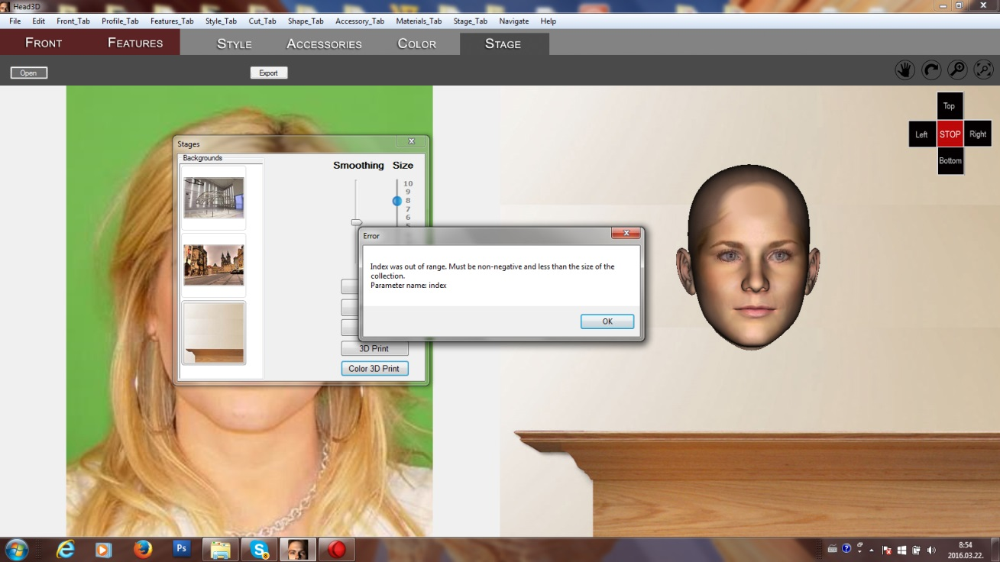 Head3D
File Edit Front_Tab Profile_Tab Features_Tab Style_Tab Cut_Tab Shape_Tab Accessory_Tab Materials_Tab Stage_Tab Navigate Help
FRONT FEATURES STYLE ACCESSORIES COLOR STAGE
Open Export
Top
Left STOP Right
Bottom
Stages
Backgrounds
Smoothing Size
10
9
8
7
6
Error
Index was out of range. Must be non-negative and less than the size of the
collection.
Parameter name: index
OK
3D Print
Color 3D Print
Ps
8:54
2016.03.22.